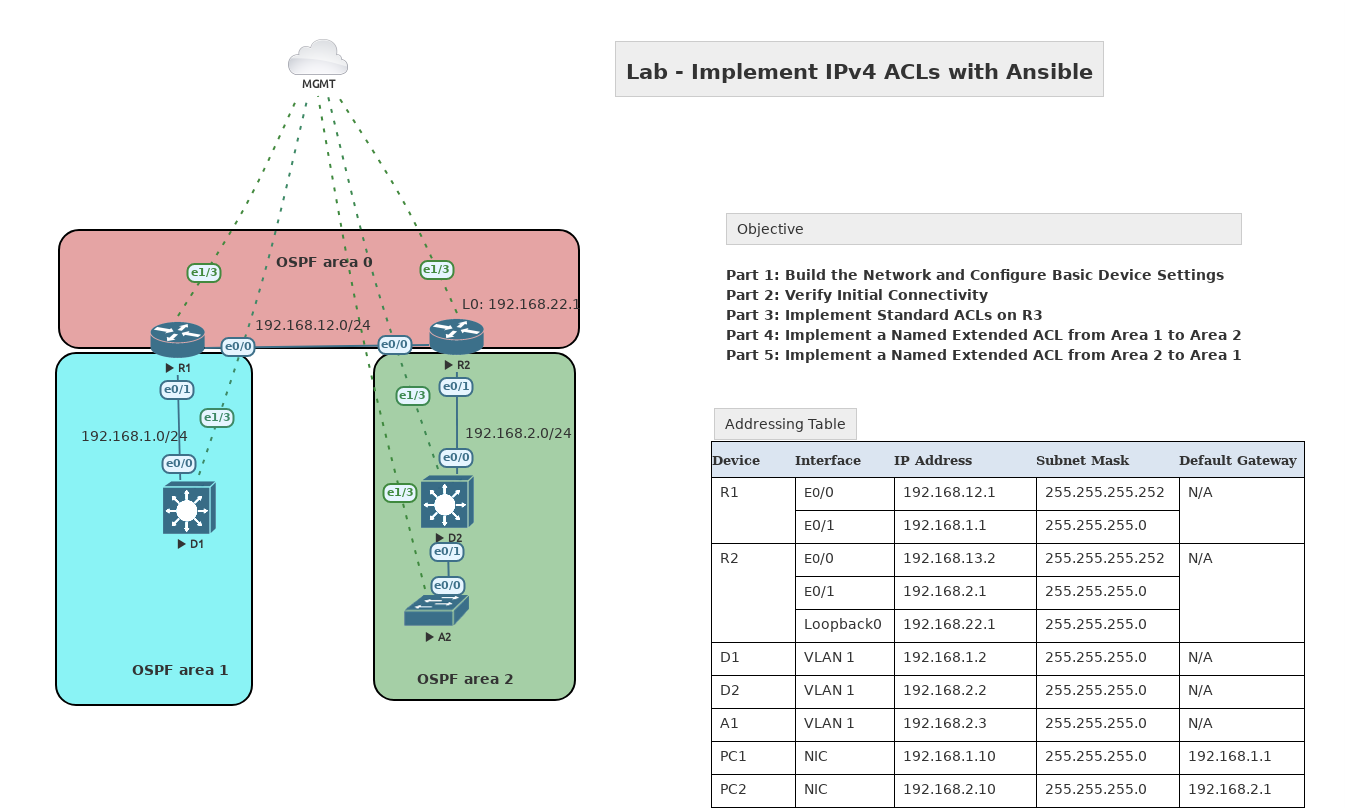 MGMT
Lab - Implement IPv4 ACLs with Ansible
Objective
Part 1: Build the Network and Configure Basic Device Settings
Part 2: Verify Initial Connectivity
Part 3: Implement Standard ACLs on R3
Part 4: Implement a Named Extended ACL from Area 1 to Area 2
Part 5: Implement a Named Extended ACL from Area 2 to Area 1
OSPF area 0
e1/3
e1/3
L0: 192.168.22.1
192.168.12.0/24
e0/0
e0/0
R1
R2
e0/1
e0/1
e1/3
e1/3
192.168.1.0/24
192.168.2.0/24
e0/0
e0/0
e1/3
D1
D2
e0/1
e0/0
A2
OSPF area 1
OSPF area 2
Addressing Table
Device Interface IP Address Subnet Mask Default Gateway
R1 E0/0 192.168.12.1 255.255.255.252 N/A
E0/1 192.168.1.1 255.255.255.0
R2 E0/0 192.168.13.2 255.255.255.252 N/A
E0/1 192.168.2.1 255.255.255.0
Loopback0 192.168.22.1 255.255.255.0
D1 VLAN 1 192.168.1.2 255.255.255.0 N/A
D2 VLAN 1 192.168.2.2 255.255.255.0 N/A
A1 VLAN 1 192.168.2.3 255.255.255.0 N/A
PC1 NIC 192.168.1.10 255.255.255.0 192.168.1.1
PC2 NIC 192.168.2.10 255.255.255.0 192.168.2.1